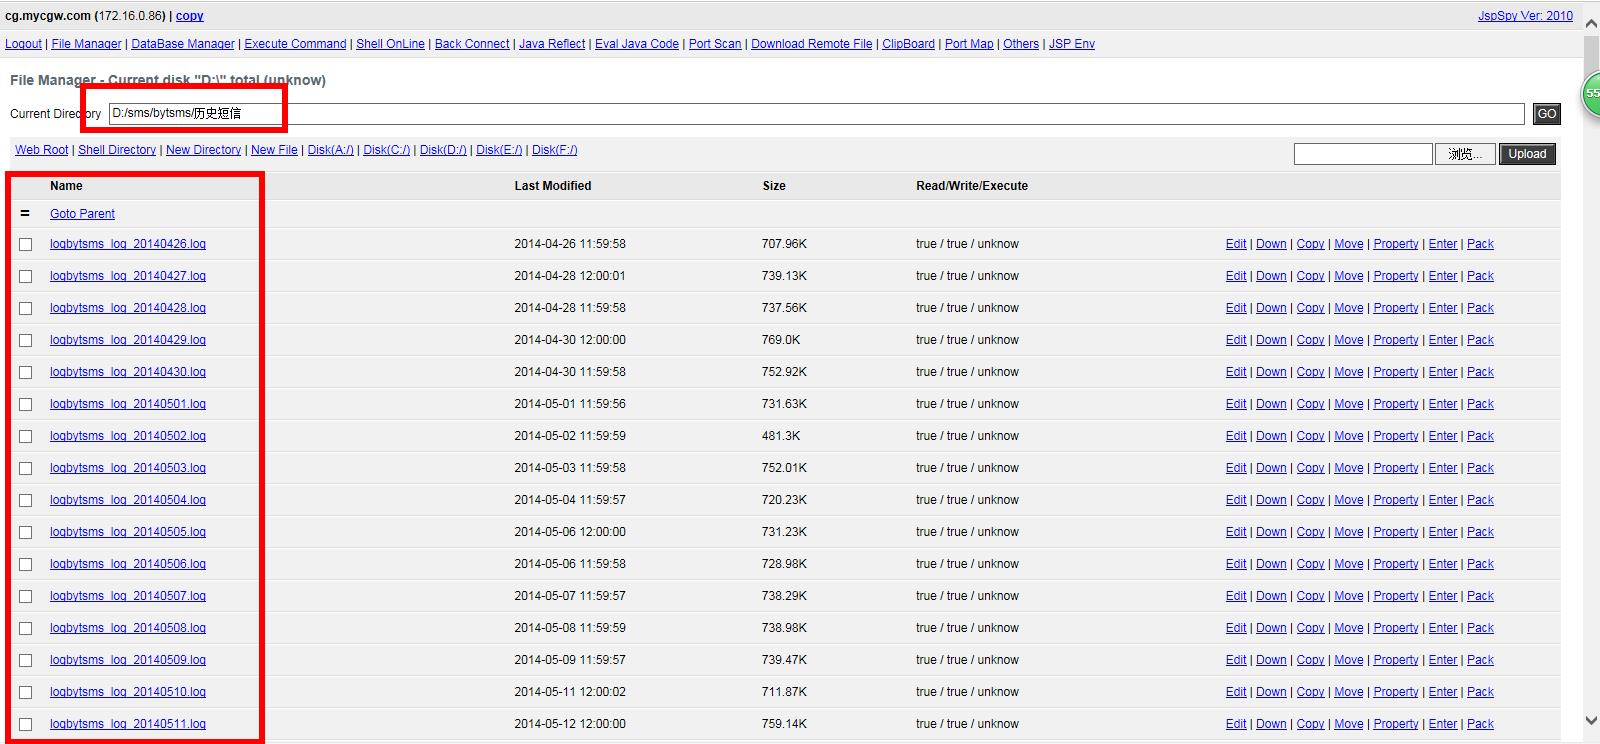 cg.mycgw.com (172.16.0.86) | copy JspSpy Ver: 2010
Logout | File Manager | DataBase Manager | Execute Command | Shell OnLine | Back Connect | Java Reflect | Eval Java Code | Port Scan | Download Remote File | ClipBoard | Port Map | Others | JSP Env
File Manager - Current disk "D:\" total (unknow)
Current Directory D:/sms/bytsms/历史短信 GO
Web Root | Shell Directory | New Directory | New File | Disk(A:/) | Disk(C:/) | Disk(D:/) | Disk(E:/) | Disk(F:/) 浏览... Upload
Name Last Modified Size Read/Write/Execute
= Goto Parent
logbytsms_log_20140426.log 2014-04-26 11:59:58 707.96K true / true / unknow Edit | Down | Copy | Move | Property | Enter | Pack
logbytsms_log_20140427.log 2014-04-28 12:00:01 739.13K true / true / unknow Edit | Down | Copy | Move | Property | Enter | Pack
logbytsms_log_20140428.log 2014-04-28 11:59:58 737.56K true / true / unknow Edit | Down | Copy | Move | Property | Enter | Pack
logbytsms_log_20140429.log 2014-04-30 12:00:00 769.0K true / true / unknow Edit | Down | Copy | Move | Property | Enter | Pack
logbytsms_log_20140430.log 2014-04-30 11:59:58 752.92K true / true / unknow Edit | Down | Copy | Move | Property | Enter | Pack
logbytsms_log_20140501.log 2014-05-01 11:59:56 731.63K true / true / unknow Edit | Down | Copy | Move | Property | Enter | Pack
logbytsms_log_20140502.log 2014-05-02 11:59:59 481.3K true / true / unknow Edit | Down | Copy | Move | Property | Enter | Pack
logbytsms_log_20140503.log 2014-05-03 11:59:58 752.01K true / true / unknow Edit | Down | Copy | Move | Property | Enter | Pack
logbytsms_log_20140504.log 2014-05-04 11:59:57 720.23K true / true / unknow Edit | Down | Copy | Move | Property | Enter | Pack
logbytsms_log_20140505.log 2014-05-06 12:00:00 731.23K true / true / unknow Edit | Down | Copy | Move | Property | Enter | Pack
logbytsms_log_20140506.log 2014-05-06 11:59:58 728.98K true / true / unknow Edit | Down | Copy | Move | Property | Enter | Pack
logbytsms_log_20140507.log 2014-05-07 11:59:57 738.29K true / true / unknow Edit | Down | Copy | Move | Property | Enter | Pack
logbytsms_log_20140508.log 2014-05-08 11:59:59 738.98K true / true / unknow Edit | Down | Copy | Move | Property | Enter | Pack
logbytsms_log_20140509.log 2014-05-09 11:59:57 739.47K true / true / unknow Edit | Down | Copy | Move | Property | Enter | Pack
logbytsms_log_20140510.log 2014-05-11 12:00:02 711.87K true / true / unknow Edit | Down | Copy | Move | Property | Enter | Pack
logbytsms_log_20140511.log 2014-05-12 12:00:00 759.14K true / true / unknow Edit | Down | Copy | Move | Property | Enter | Pack